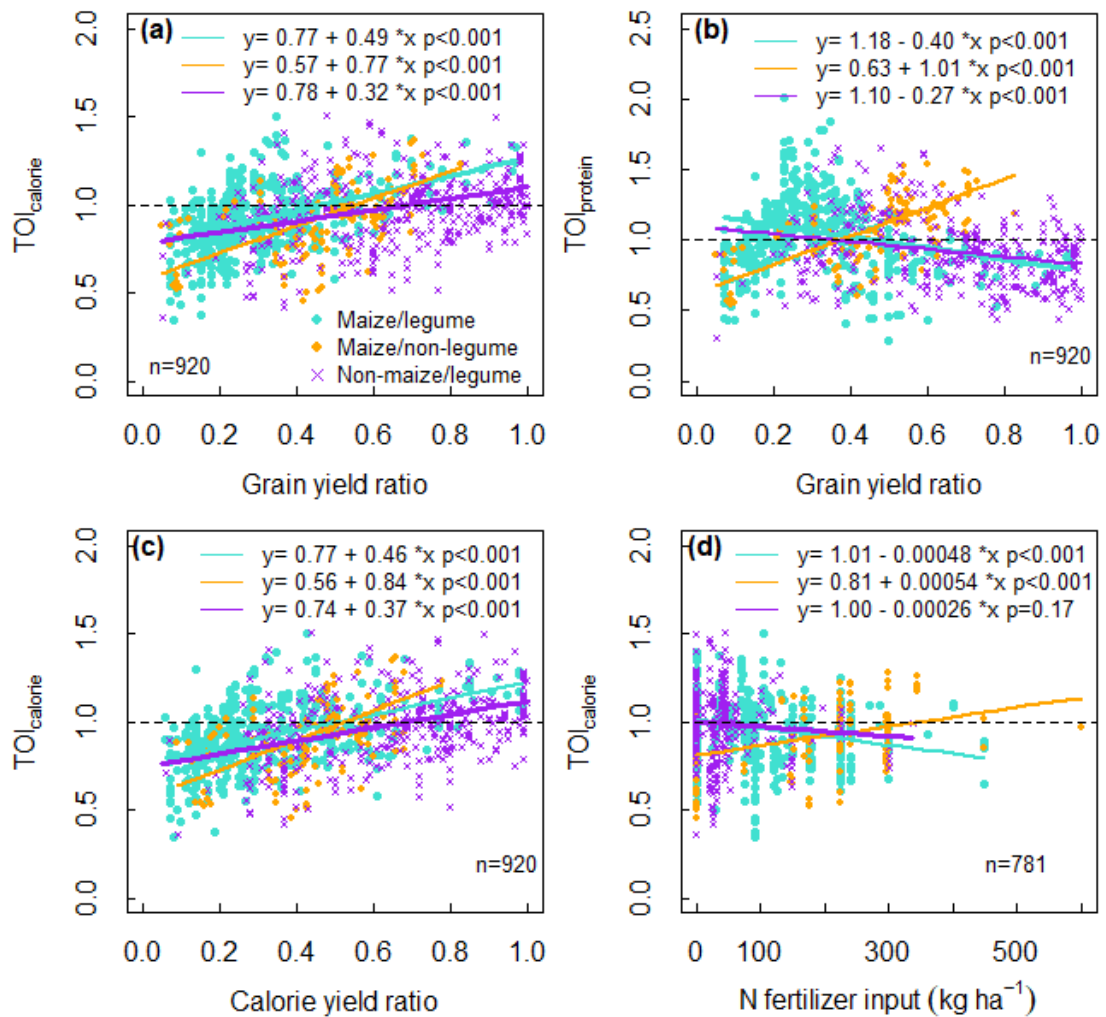 (a)
y= 0.77 + 0.49 *x p<0.001
y= 0.57 + 0.77 *x p<0.001
y= 0.78 + 0.32 *x p<0.001
TOIcalorie
0.0 0.5 1.0 1.5 2.0
Maize/legume
Maize/non-legume
Non-maize/legume
n=920
0.0 0.2 0.4 0.6 0.8 1.0
Grain yield ratio
(b)
y= 1.18 - 0.40 *x p<0.001
y= 0.63 + 1.01 *x p<0.001
y= 1.10 - 0.27 *x p<0.001
TOIprotein
0.0 0.5 1.0 1.5 2.0 2.5
n=920
0.0 0.2 0.4 0.6 0.8 1.0
Grain yield ratio
(c)
y= 0.77 + 0.46 *x p<0.001
y= 0.56 + 0.84 *x p<0.001
y= 0.74 + 0.37 *x p<0.001
TOIcalorie
0.0 0.5 1.0 1.5 2.0
n=920
0.0 0.2 0.4 0.6 0.8 1.0
Calorie yield ratio
(d)
y= 1.01 - 0.00048 *x p<0.001
y= 0.81 + 0.00054 *x p<0.001
y= 1.00 - 0.00026 *x p=0.17
TOIcalorie
0.0 0.5 1.0 1.5 2.0
n=781
0 100 300 500
N fertilizer input (kg ha⁻¹)